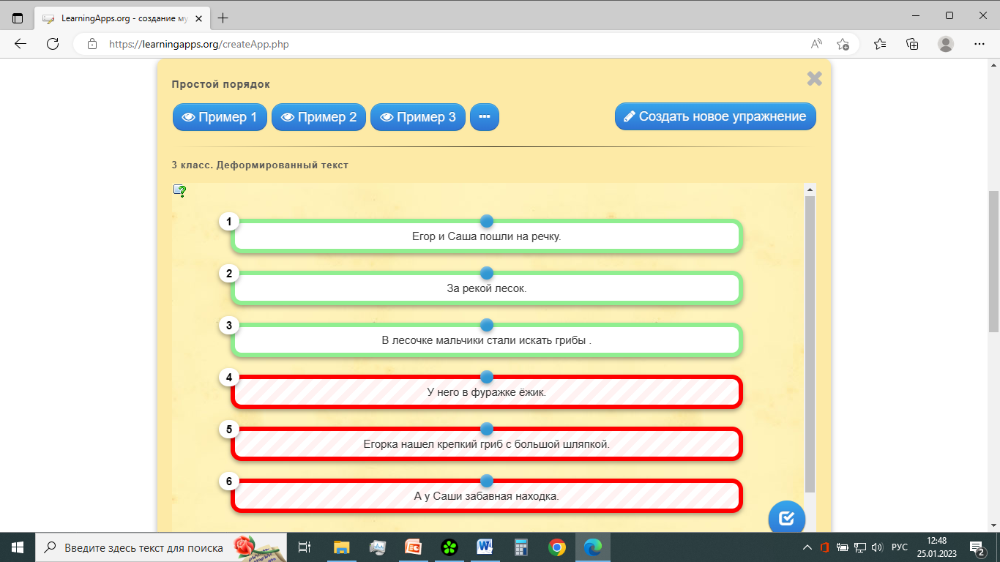 LearningApps.org - создание му
https://learningapps.org/createApp.php
Простой порядок
Пример 1
Пример 2
Пример 3
Создать новое упражнение
3 класс. Деформированный текст
1
Егор и Саша пошли на речку.
2
За рекой лесок.
3
В лесочке мальчики стали искать грибы .
4
У него в фуражке ёжик.
5
Егорка нашел крепкий гриб с большой шляпкой.
6
А у Саши забавная находка.
Введите здесь текст для поиска
РУС
12:48
25.01.2023
2